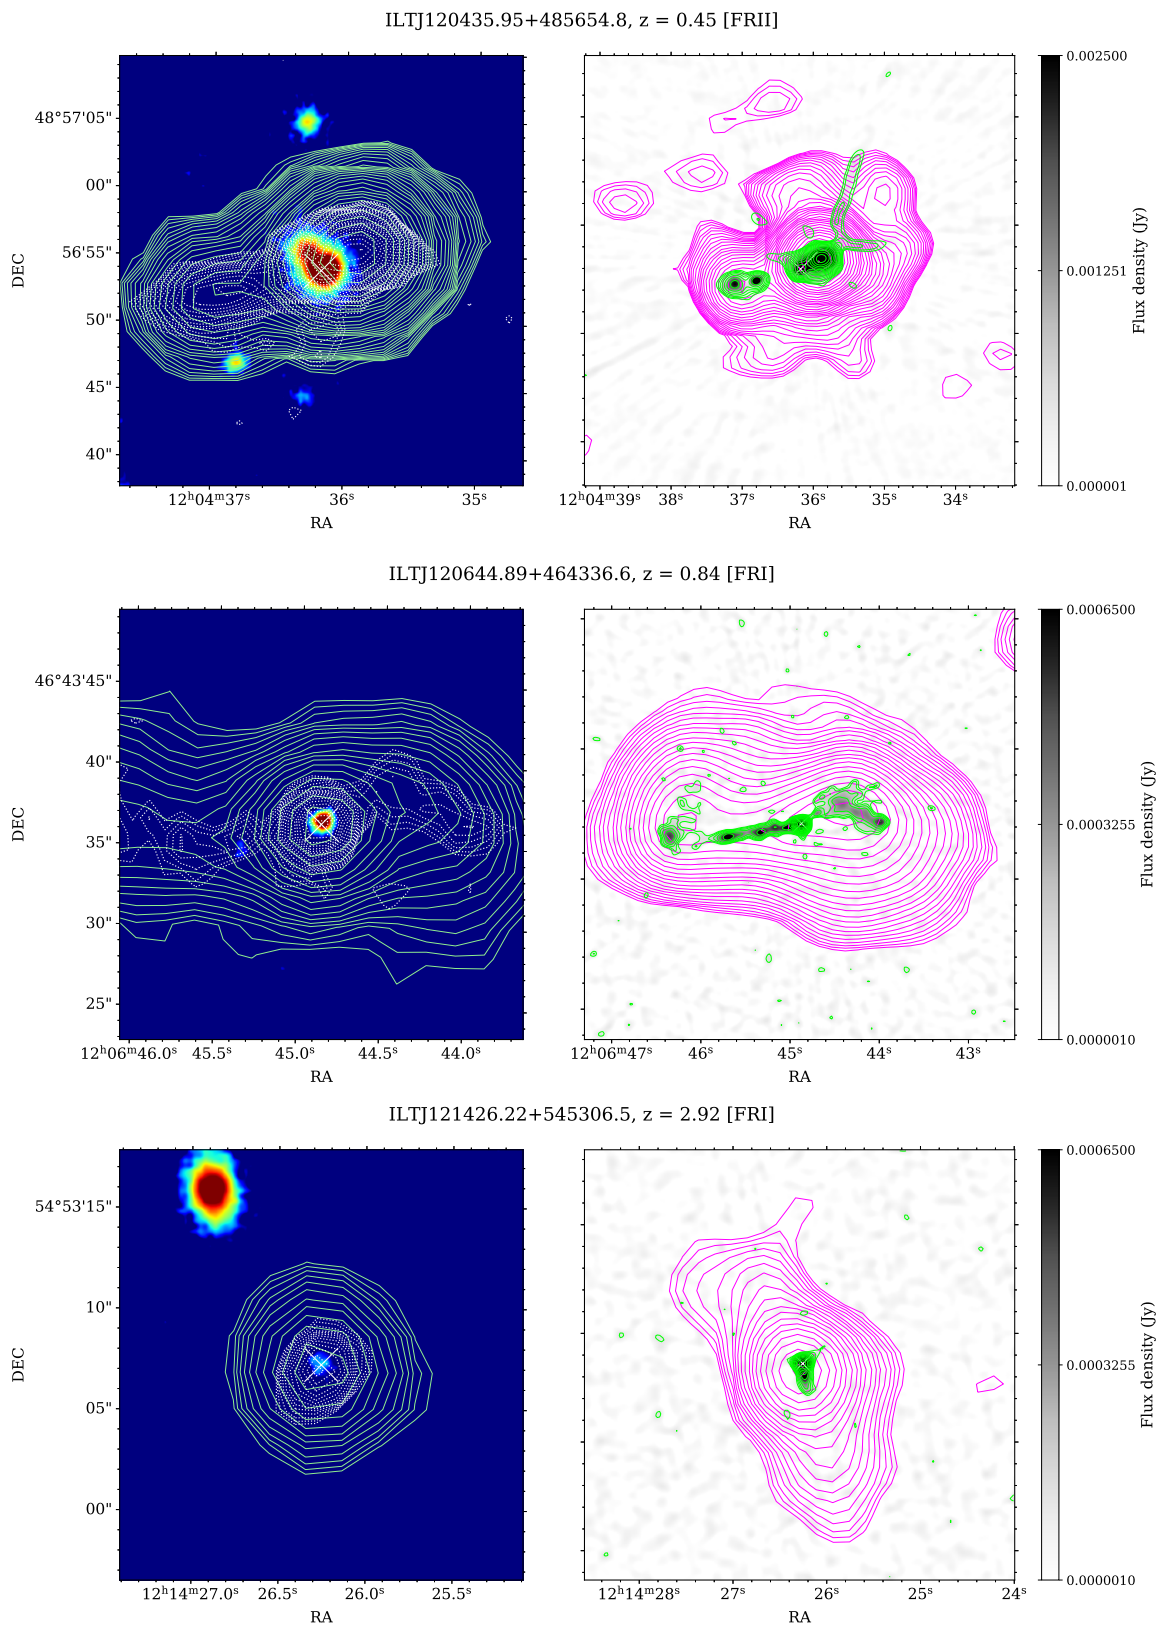 ILTJ120435.95+485654.8, z = 0.45 [FRII]
48°57'05"
00"
56'55"
50"
45"
40"
DEC
12ʰ04ᵐ37ˢ 36ˢ 35ˢ
RA
12ʰ04ᵐ39ˢ 38ˢ 37ˢ 36ˢ 35ˢ 34ˢ
RA
0.002500
0.001251
0.000001
Flux density (Jy)
ILTJ120644.89+464336.6, z = 0.84 [FRI]
46°43'45"
40"
35"
30"
25"
DEC
12ʰ06ᵐ46.0ˢ 45.5ˢ 45.0ˢ 44.5ˢ 44.0ˢ
RA
12ʰ06ᵐ47ˢ 46ˢ 45ˢ 44ˢ 43ˢ
RA
0.0006500
0.0003255
0.0000010
Flux density (Jy)
ILTJ121426.22+545306.5, z = 2.92 [FRI]
54°53'15"
10"
05"
00"
DEC
12ʰ14ᵐ27.0ˢ 26.5ˢ 26.0ˢ 25.5ˢ
RA
12ʰ14ᵐ28ˢ 27ˢ 26ˢ 25ˢ 24ˢ
RA
0.0006500
0.0003255
0.0000010
Flux density (Jy)